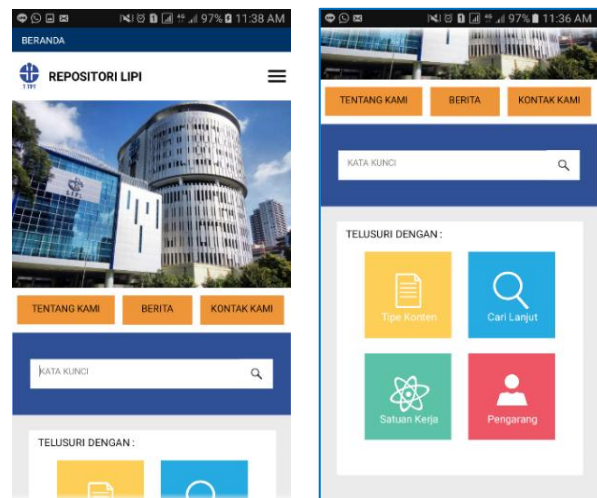 97% 11:38 AM
BERANDA
LIPI
REPOSITORI LIPI
LIPI
TENTANG KAMI BERITA KONTAK KAMI
KATA KUNCI
TELUSURI DENGAN :
97% 11:36 AM
TENTANG KAMI BERITA KONTAK KAMI
KATA KUNCI
TELUSURI DENGAN :
Tipe Konten Cari Lanjut
Satuan Kerja Pengarang